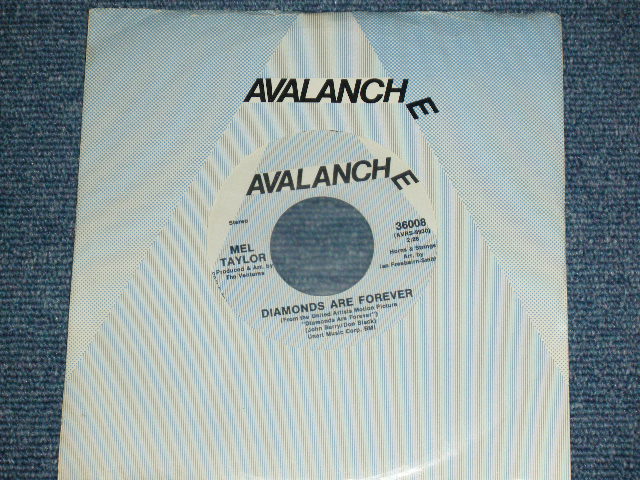 AVALANCHE
AVALANCHE
Stereo
36008
(AVRS-9930)
2:28
MEL
TAYLOR
Produced & Arr. by
The Ventures
Horns & Strings
Arr. by
Ian Freebairn-Smith
DIAMONDS ARE FOREVER
(From the United Artists Motion Picture
"Diamonds Are Forever")
(John Barry/Don Black)
Unart Music Corp. BMI